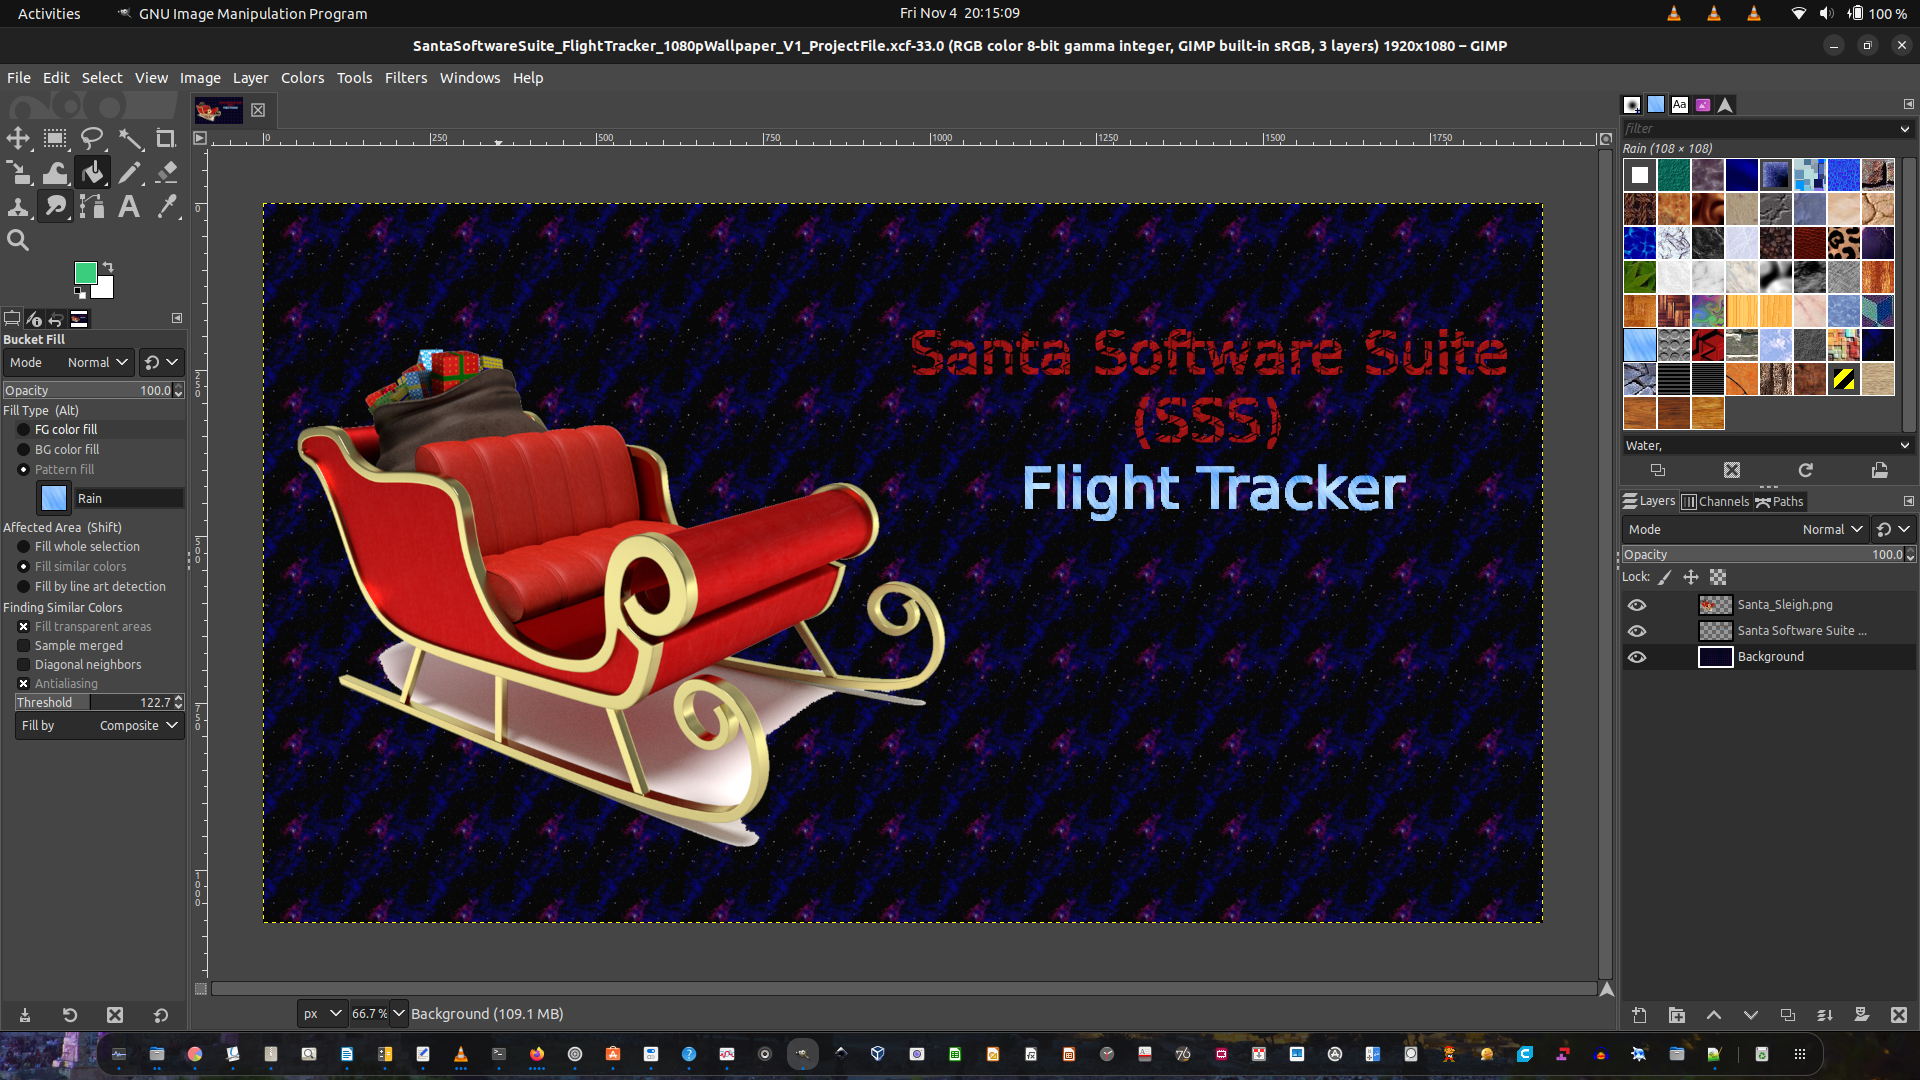 Activities
GNU Image Manipulation Program
Fri Nov 4 20:15:09
100 %
SantaSoftwareSuite_FlightTracker_1080pWallpaper_V1_ProjectFile.xcf-33.0 (RGB color 8-bit gamma integer, GIMP built-in sRGB, 3 layers) 1920x1080 – GIMP
File Edit Select View Image Layer Colors Tools Filters Windows Help
0 250 500 750 1000 1250 1500 1750
0
250
500
750
1000
Bucket Fill
Mode Normal
Opacity 100.0
Fill Type (Alt)
FG color fill
BG color fill
Pattern fill
Rain
Affected Area (Shift)
Fill whole selection
Fill similar colors
Fill by line art detection
Finding Similar Colors
Fill transparent areas
Sample merged
Diagonal neighbors
Antialiasing
Threshold 122.7
Fill by Composite
Santa Software Suite
(SSS)
Flight Tracker
px 66.7 % Background (109.1 MB)
Aa
filter
Rain (108 × 108)
Water,
Layers Channels Paths
Mode Normal
Opacity 100.0
Lock:
Santa_Sleigh.png
Santa Software Suite ...
Background